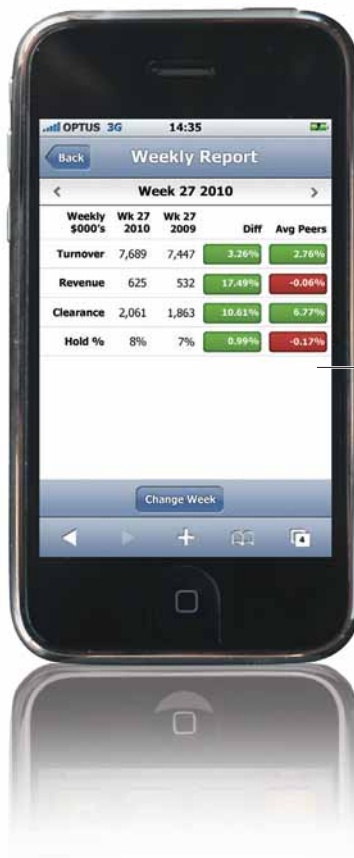 OPTUS 3G 14:35
Back Weekly Report
Week 27 2010
Weekly $000's Wk 27 2010 Wk 27 2009 Diff Avg Peers
Turnover 7,689 7,447 3.26% 2.76%
Revenue 625 532 17.49% -0.06%
Clearance 2,061 1,863 10.61% 6.77%
Hold % 8% 7% 0.99% -0.17%
Change Week
4